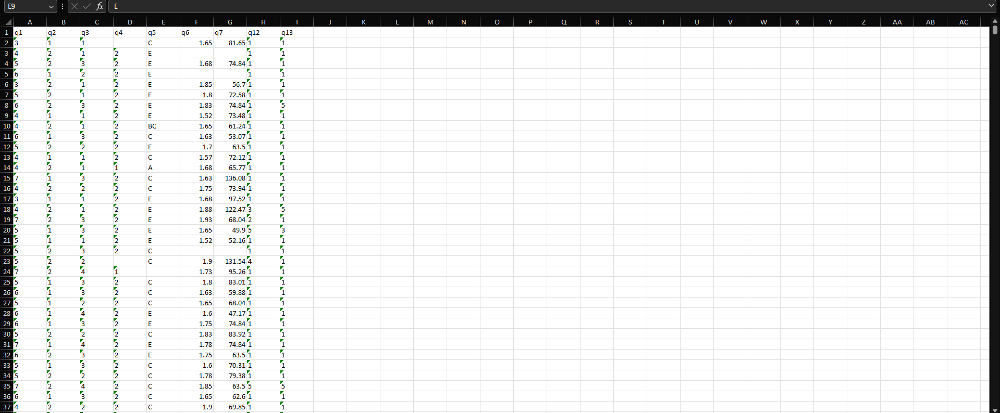 E9 fx E
A B C D E F G H I J K L M N O P Q R S T U V W X Y Z AA AB AC
1 q1 q2 q3 q4 q5 q6 q7 q12 q13
2 3 1 1 C 1.65 81.65 1 1
3 4 2 1 2 E 1 1
4 5 2 3 2 E 1.68 74.84 1 1
5 6 1 2 2 E 1 1
6 3 2 1 2 E 1.85 56.7 1 1
7 5 2 1 2 E 1.8 72.58 1 1
8 6 2 3 2 E 1.83 74.84 1 5
9 4 1 1 2 E 1.52 73.48 1 1
10 4 2 1 2 BC 1.65 61.24 1 1
11 6 1 3 2 C 1.63 53.07 1 1
12 5 2 2 2 E 1.7 63.5 1 1
13 4 1 1 2 C 1.57 72.12 1 1
14 4 2 1 1 A 1.68 65.77 1 1
15 7 1 3 2 C 1.63 136.08 1 1
16 4 2 2 2 C 1.75 73.94 1 1
17 3 1 1 2 E 1.68 97.52 1 1
18 4 2 1 2 E 1.88 122.47 3 5
19 7 2 3 2 E 1.93 68.04 2 1
20 5 1 3 2 E 1.65 49.9 5 3
21 5 1 1 2 E 1.52 52.16 1 1
22 5 2 3 2 C 1 1
23 5 2 2 C 1.9 131.54 4 1
24 7 2 4 1 1.73 95.26 1 1
25 5 1 3 2 C 1.8 83.01 1 1
26 6 1 3 2 C 1.63 59.88 1 1
27 5 1 2 2 C 1.65 68.04 1 1
28 6 1 4 2 E 1.6 47.17 1 1
29 6 1 3 2 E 1.75 74.84 1 1
30 5 2 2 2 C 1.83 83.92 1 1
31 7 1 4 2 E 1.78 74.84 1 1
32 6 2 3 2 E 1.75 63.5 1 1
33 5 1 3 2 C 1.6 70.31 1 1
34 5 2 2 2 C 1.78 79.38 1 1
35 7 2 4 2 C 1.85 63.5 5 5
36 6 1 3 2 C 1.65 62.6 1 1
37 4 2 2 2 C 1.9 69.85 1 1